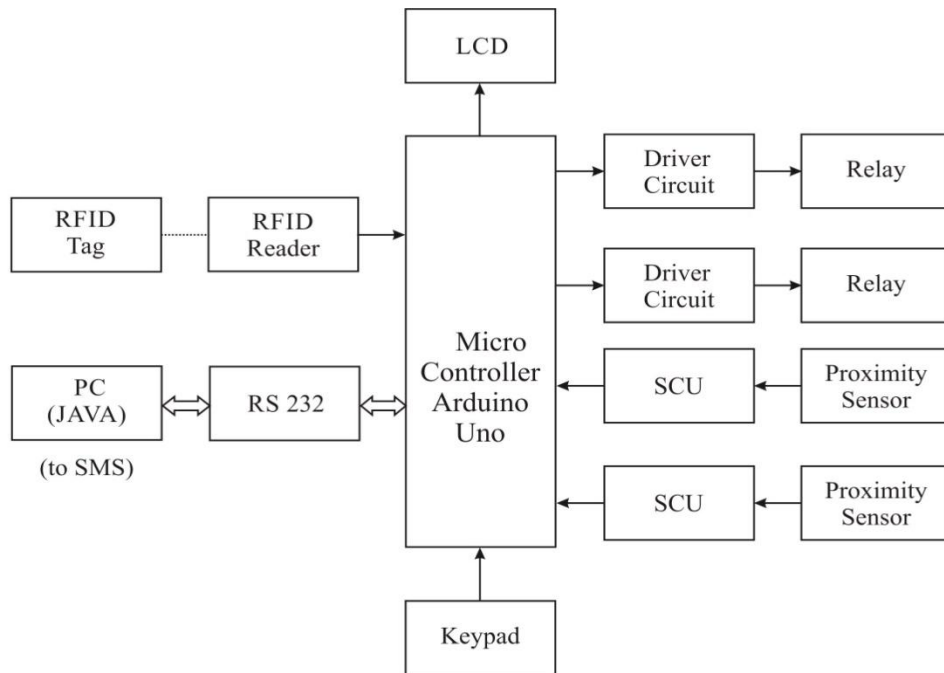 LCD
Driver
Circuit
Relay
RFID
Tag
RFID
Reader
Driver
Circuit
Relay
Micro
Controller
Arduino
Uno
SCU
Proximity
Sensor
PC
(JAVA)
RS 232
(to SMS)
SCU
Proximity
Sensor
Keypad